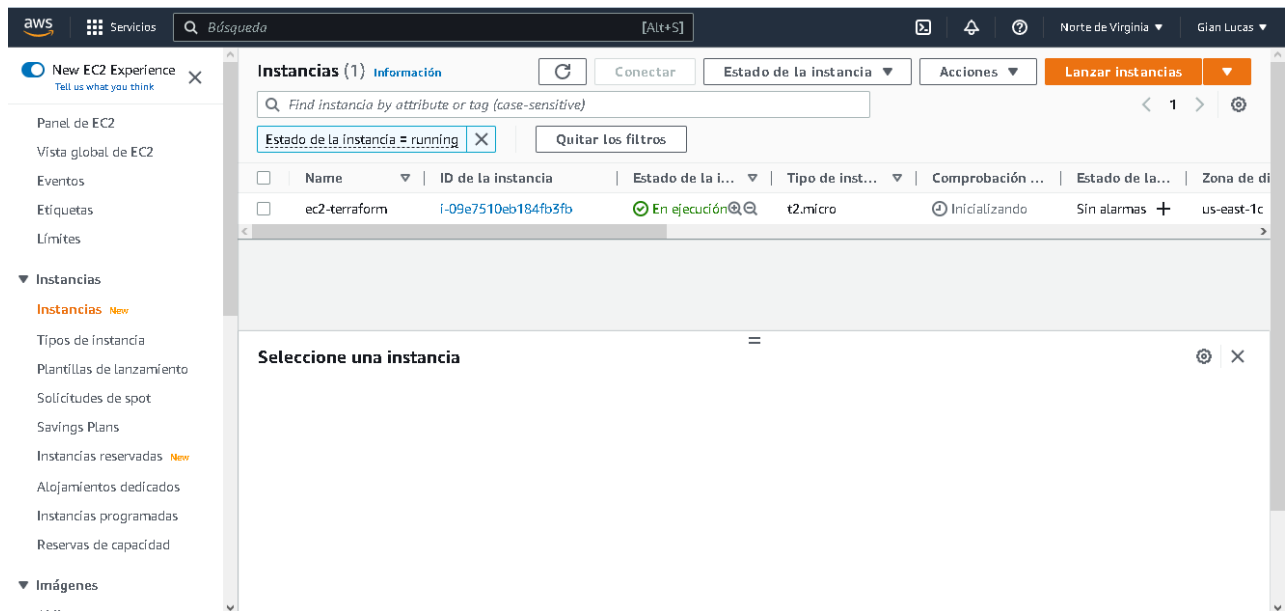 aws Servicios Búsqueda [Alt+S] Norte de Virginia Gian Lucas
New EC2 Experience
Tell us what you think
Panel de EC2
Vista global de EC2
Eventos
Etiquetas
Límites
Instancias
Instancias New
Tipos de instancia
Plantillas de lanzamiento
Solicitudes de spot
Savings Plans
Instancias reservadas New
Alojamientos dedicados
Instancias programadas
Reservas de capacidad
Imágenes
Instancias (1) Información Conectar Estado de la instancia Acciones Lanzar instancias
Find instancia by attribute or tag (case-sensitive) 1
Estado de la instancia = running Quitar los filtros
Name ID de la instancia Estado de la i... Tipo de inst... Comprobación ... Estado de la... Zona de di
ec2-terraform i-09e7510eb184fb3fb En ejecución t2.micro Inicializando Sin alarmas + us-east-1c
Seleccione una instancia